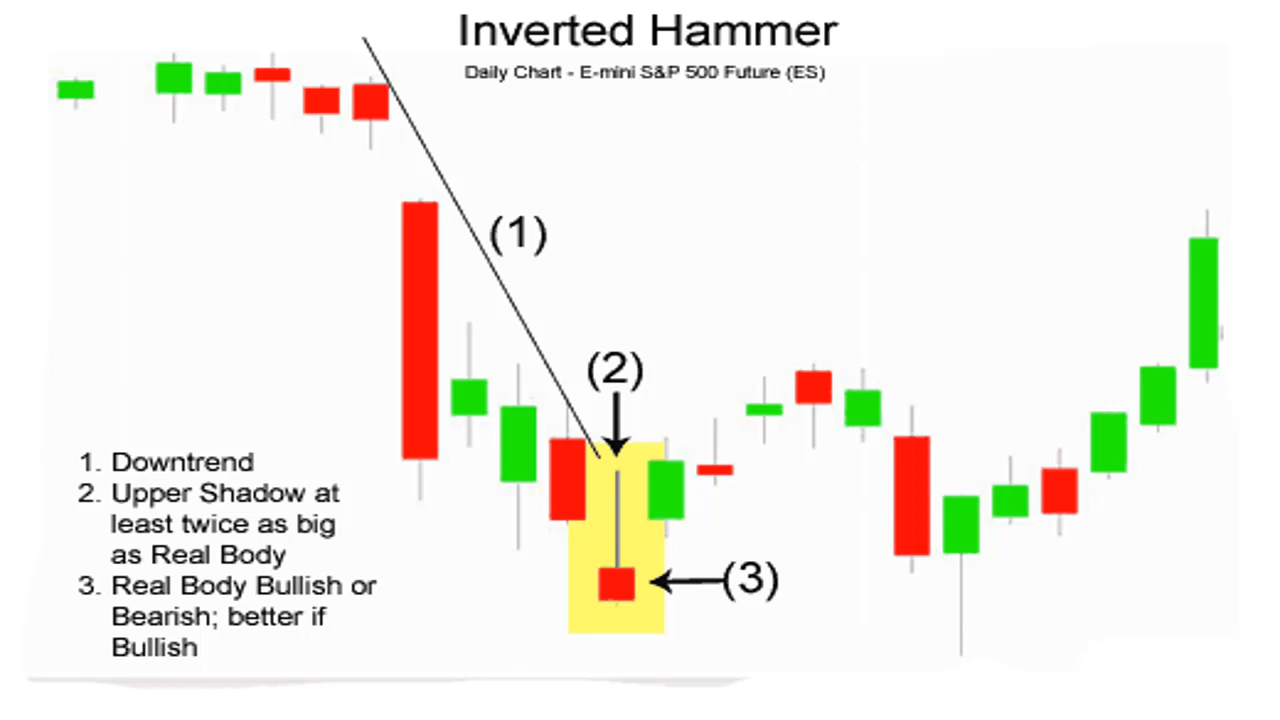 Inverted Hammer
Daily Chart - E-mini S&P 500 Future (ES)
(1)
(2)
(3)
1. Downtrend
2. Upper Shadow at
least twice as big
as Real Body
3. Real Body Bullish or
Bearish; better if
Bullish